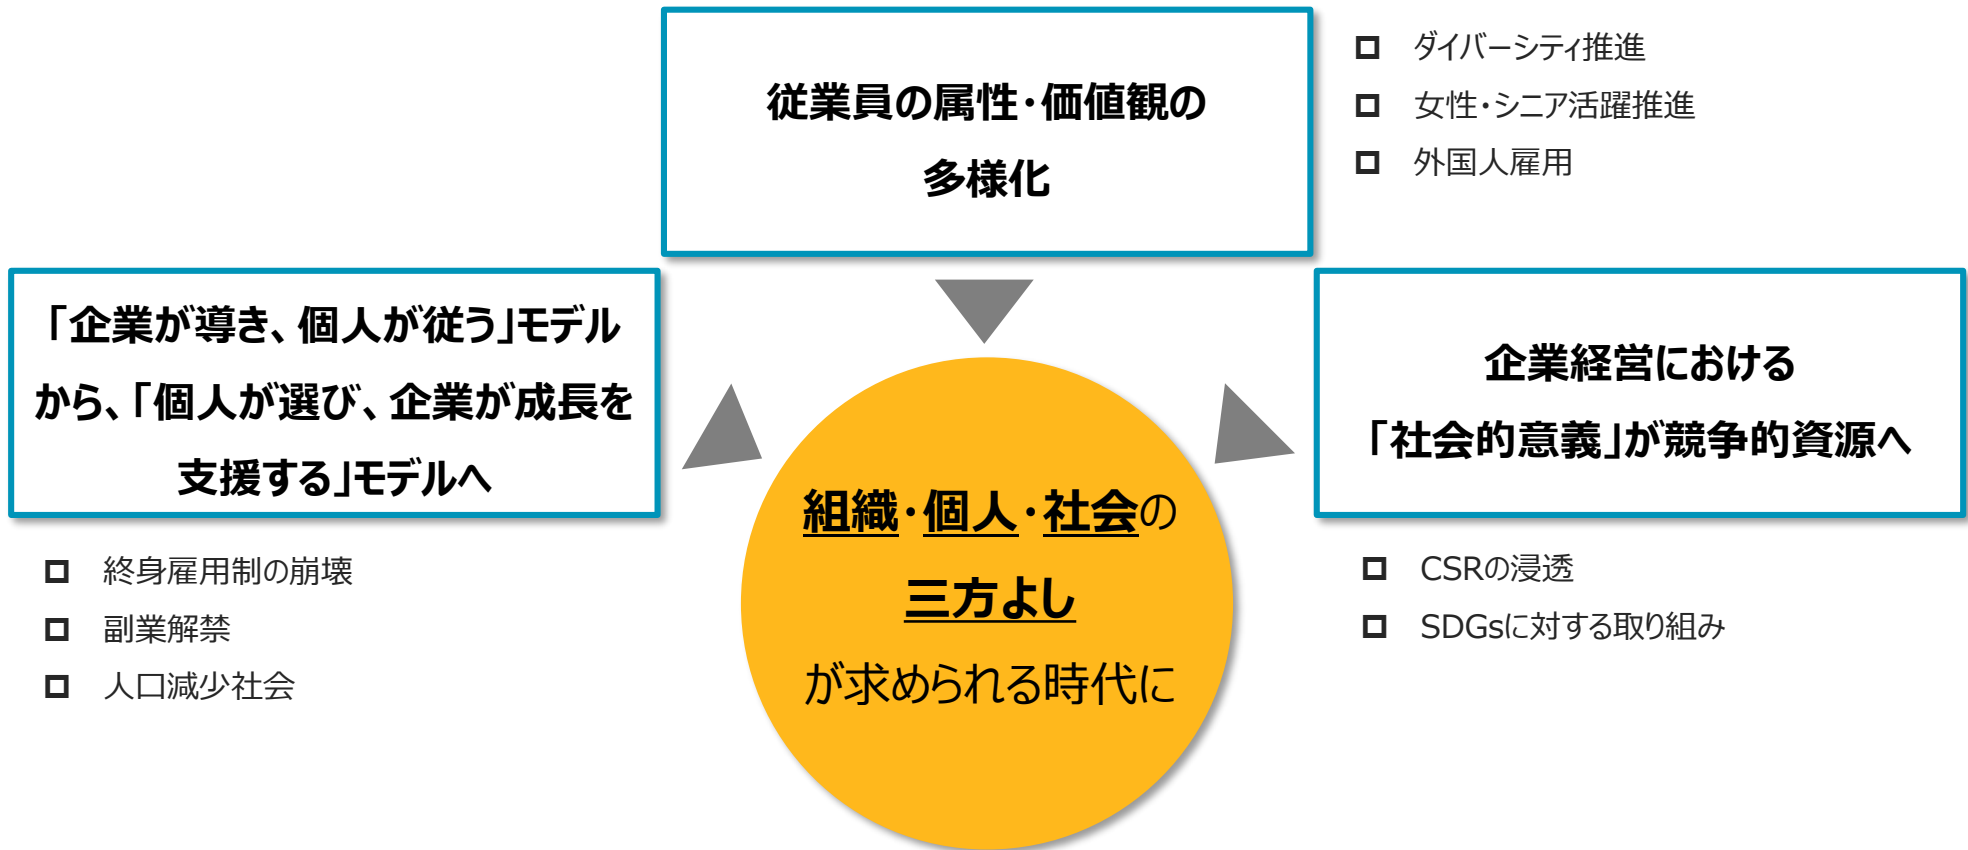 従業員の属性・価値観の
多様化
ダイバーシティ推進
女性・シニア活躍推進
外国人雇用
「企業が導き、個人が従う」モデル
から、「個人が選び、企業が成長を
支援する」モデルへ
終身雇用制の崩壊
副業解禁
人口減少社会
企業経営における
「社会的意義」が競争的資源へ
CSRの浸透
SDGsに対する取り組み
組織・個人・社会の
三方よし
が求められる時代に